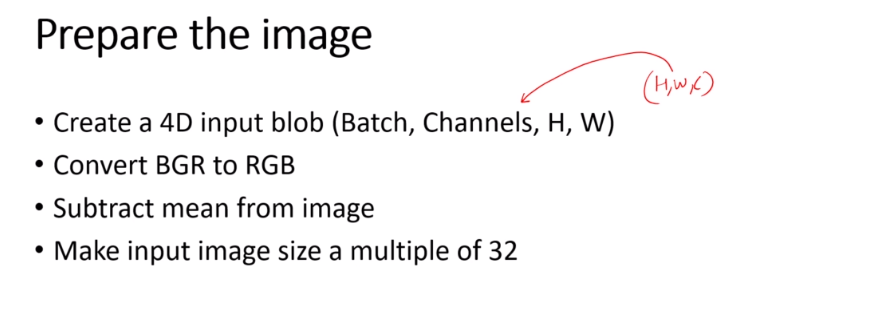 Prepare the image
(H,W,C)
• Create a 4D input blob (Batch, Channels, H, W)
• Convert BGR to RGB
• Subtract mean from image
• Make input image size a multiple of 32